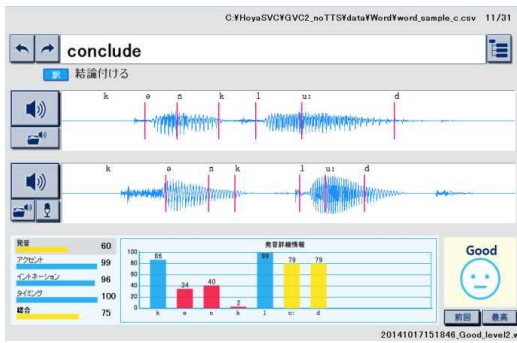 C:¥HoyaSVC¥GVC2_noTTS¥data¥Word¥word_sample_c.csv 11/31
conclude
訳 結論付ける
k ə n k l u: d
k ə n k l u: d
発音 60
アクセント 99
イントネーション 96
タイミング 100
総合 75
発音詳細情報
100
80
60
40
20
0
86 34 40 2 99 79 79
k ə n k l u: d
Good
前回 最高
20141017151846_Good_level2.w